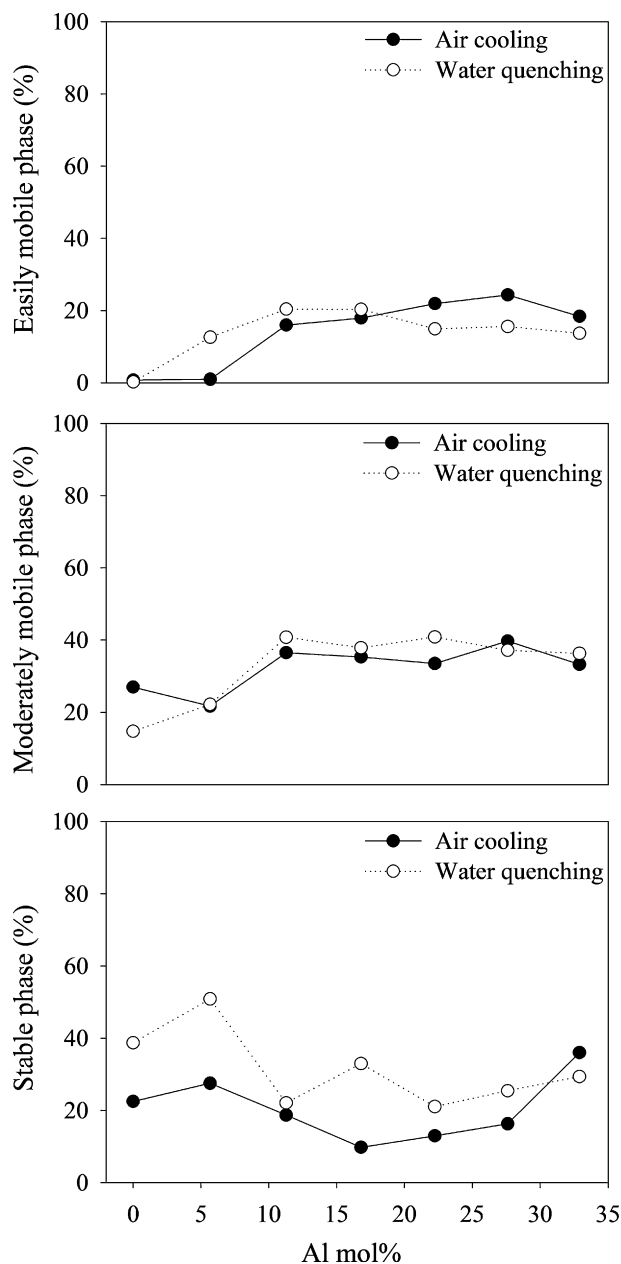 100
80
60
40
20
0
Easily mobile phase (%)
Air cooling
Water quenching
100
80
60
40
20
0
Moderately mobile phase (%)
Air cooling
Water quenching
100
80
60
40
20
0
Stable phase (%)
Air cooling
Water quenching
0 5 10 15 20 25 30 35
Al mol%